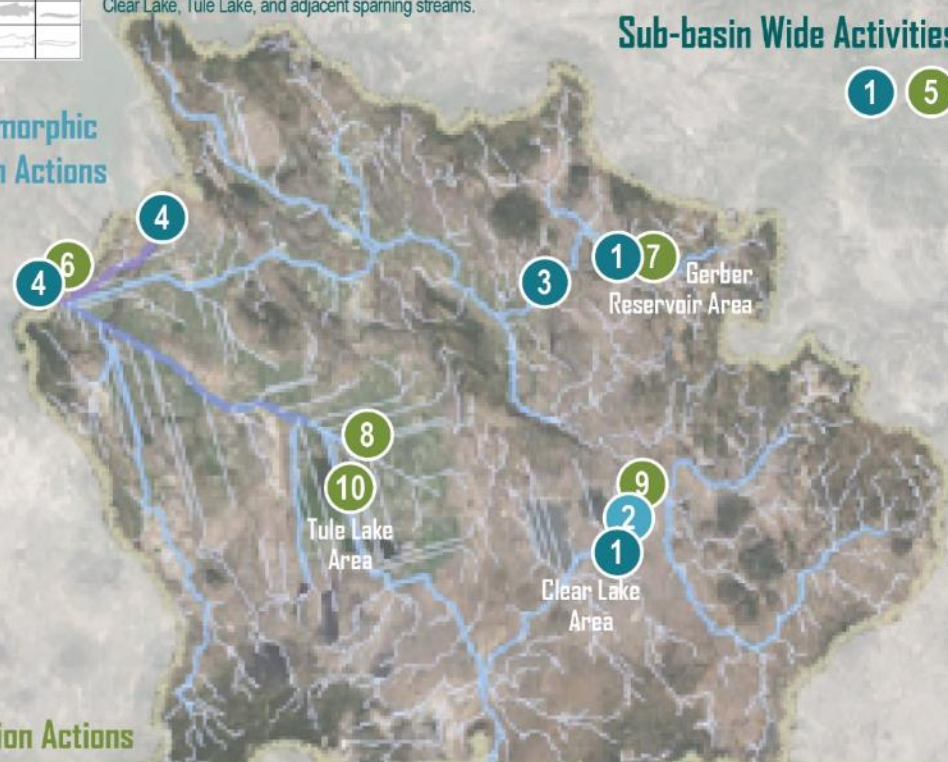 Clear Lake, Tule Lake, and adjacent sparning streams.
Sub-basin Wide Activities
1 5
morphic
n Actions
4
6
4
3
1 7
Gerber
Reservoir Area
8
10
Tule Lake
Area
9
2
1
Clear Lake
Area
ion Actions